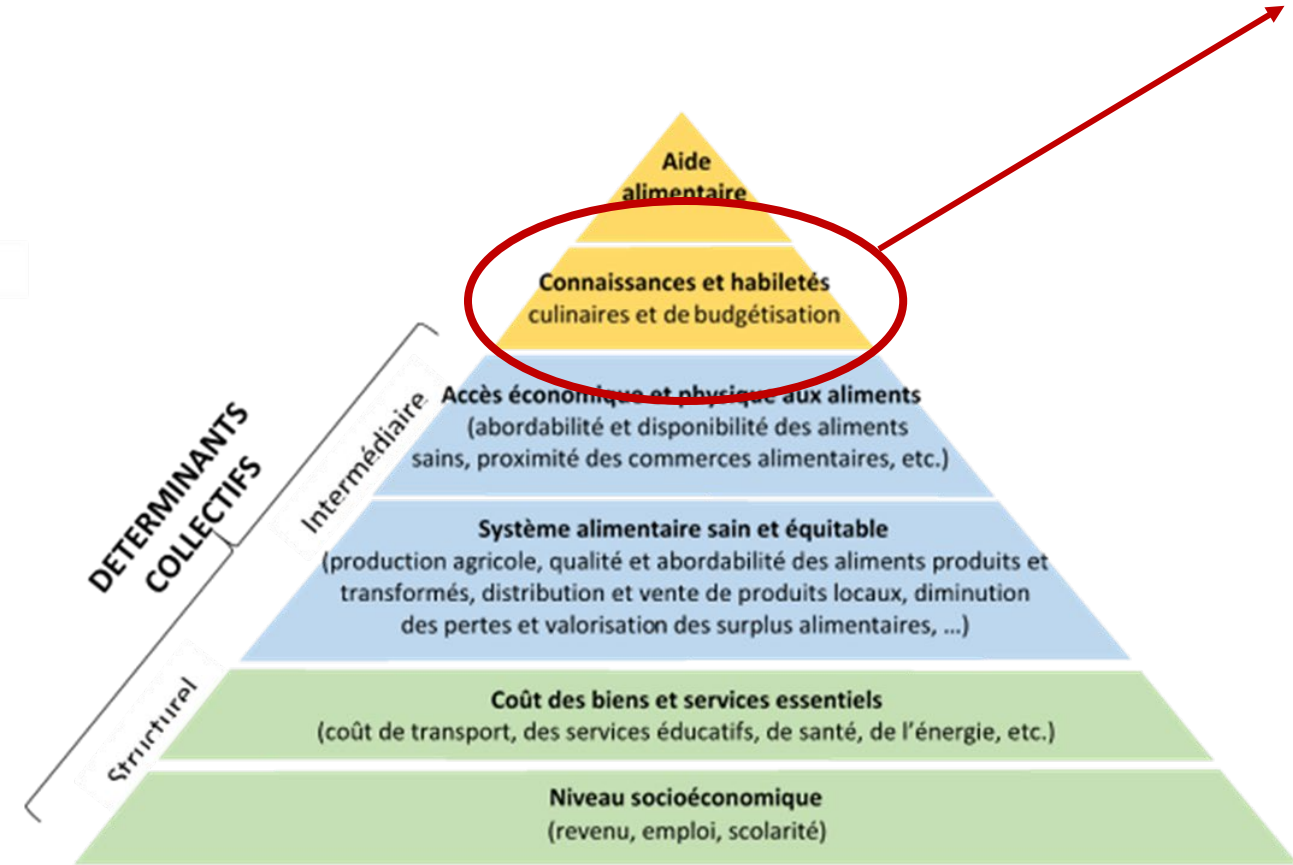 Aide
alimentaire
Connaissances et habiletés
culinaires et de budgétisation
Accès économique et physique aux aliments
(abordabilité et disponibilité des aliments
sains, proximité des commerces alimentaires, etc.)
Système alimentaire sain et équitable
(production agricole, qualité et abordabilité des aliments produits et
transformés, distribution et vente de produits locaux, diminution
des pertes et valorisation des surplus alimentaires, ...)
Coût des biens et services essentiels
(coût de transport, des services éducatifs, de santé, de l'énergie, etc.)
Niveau socioéconomique
(revenu, emploi, scolarité)
DETERMINANTS
COLLECTIFS
Intermédiaire
Structurel